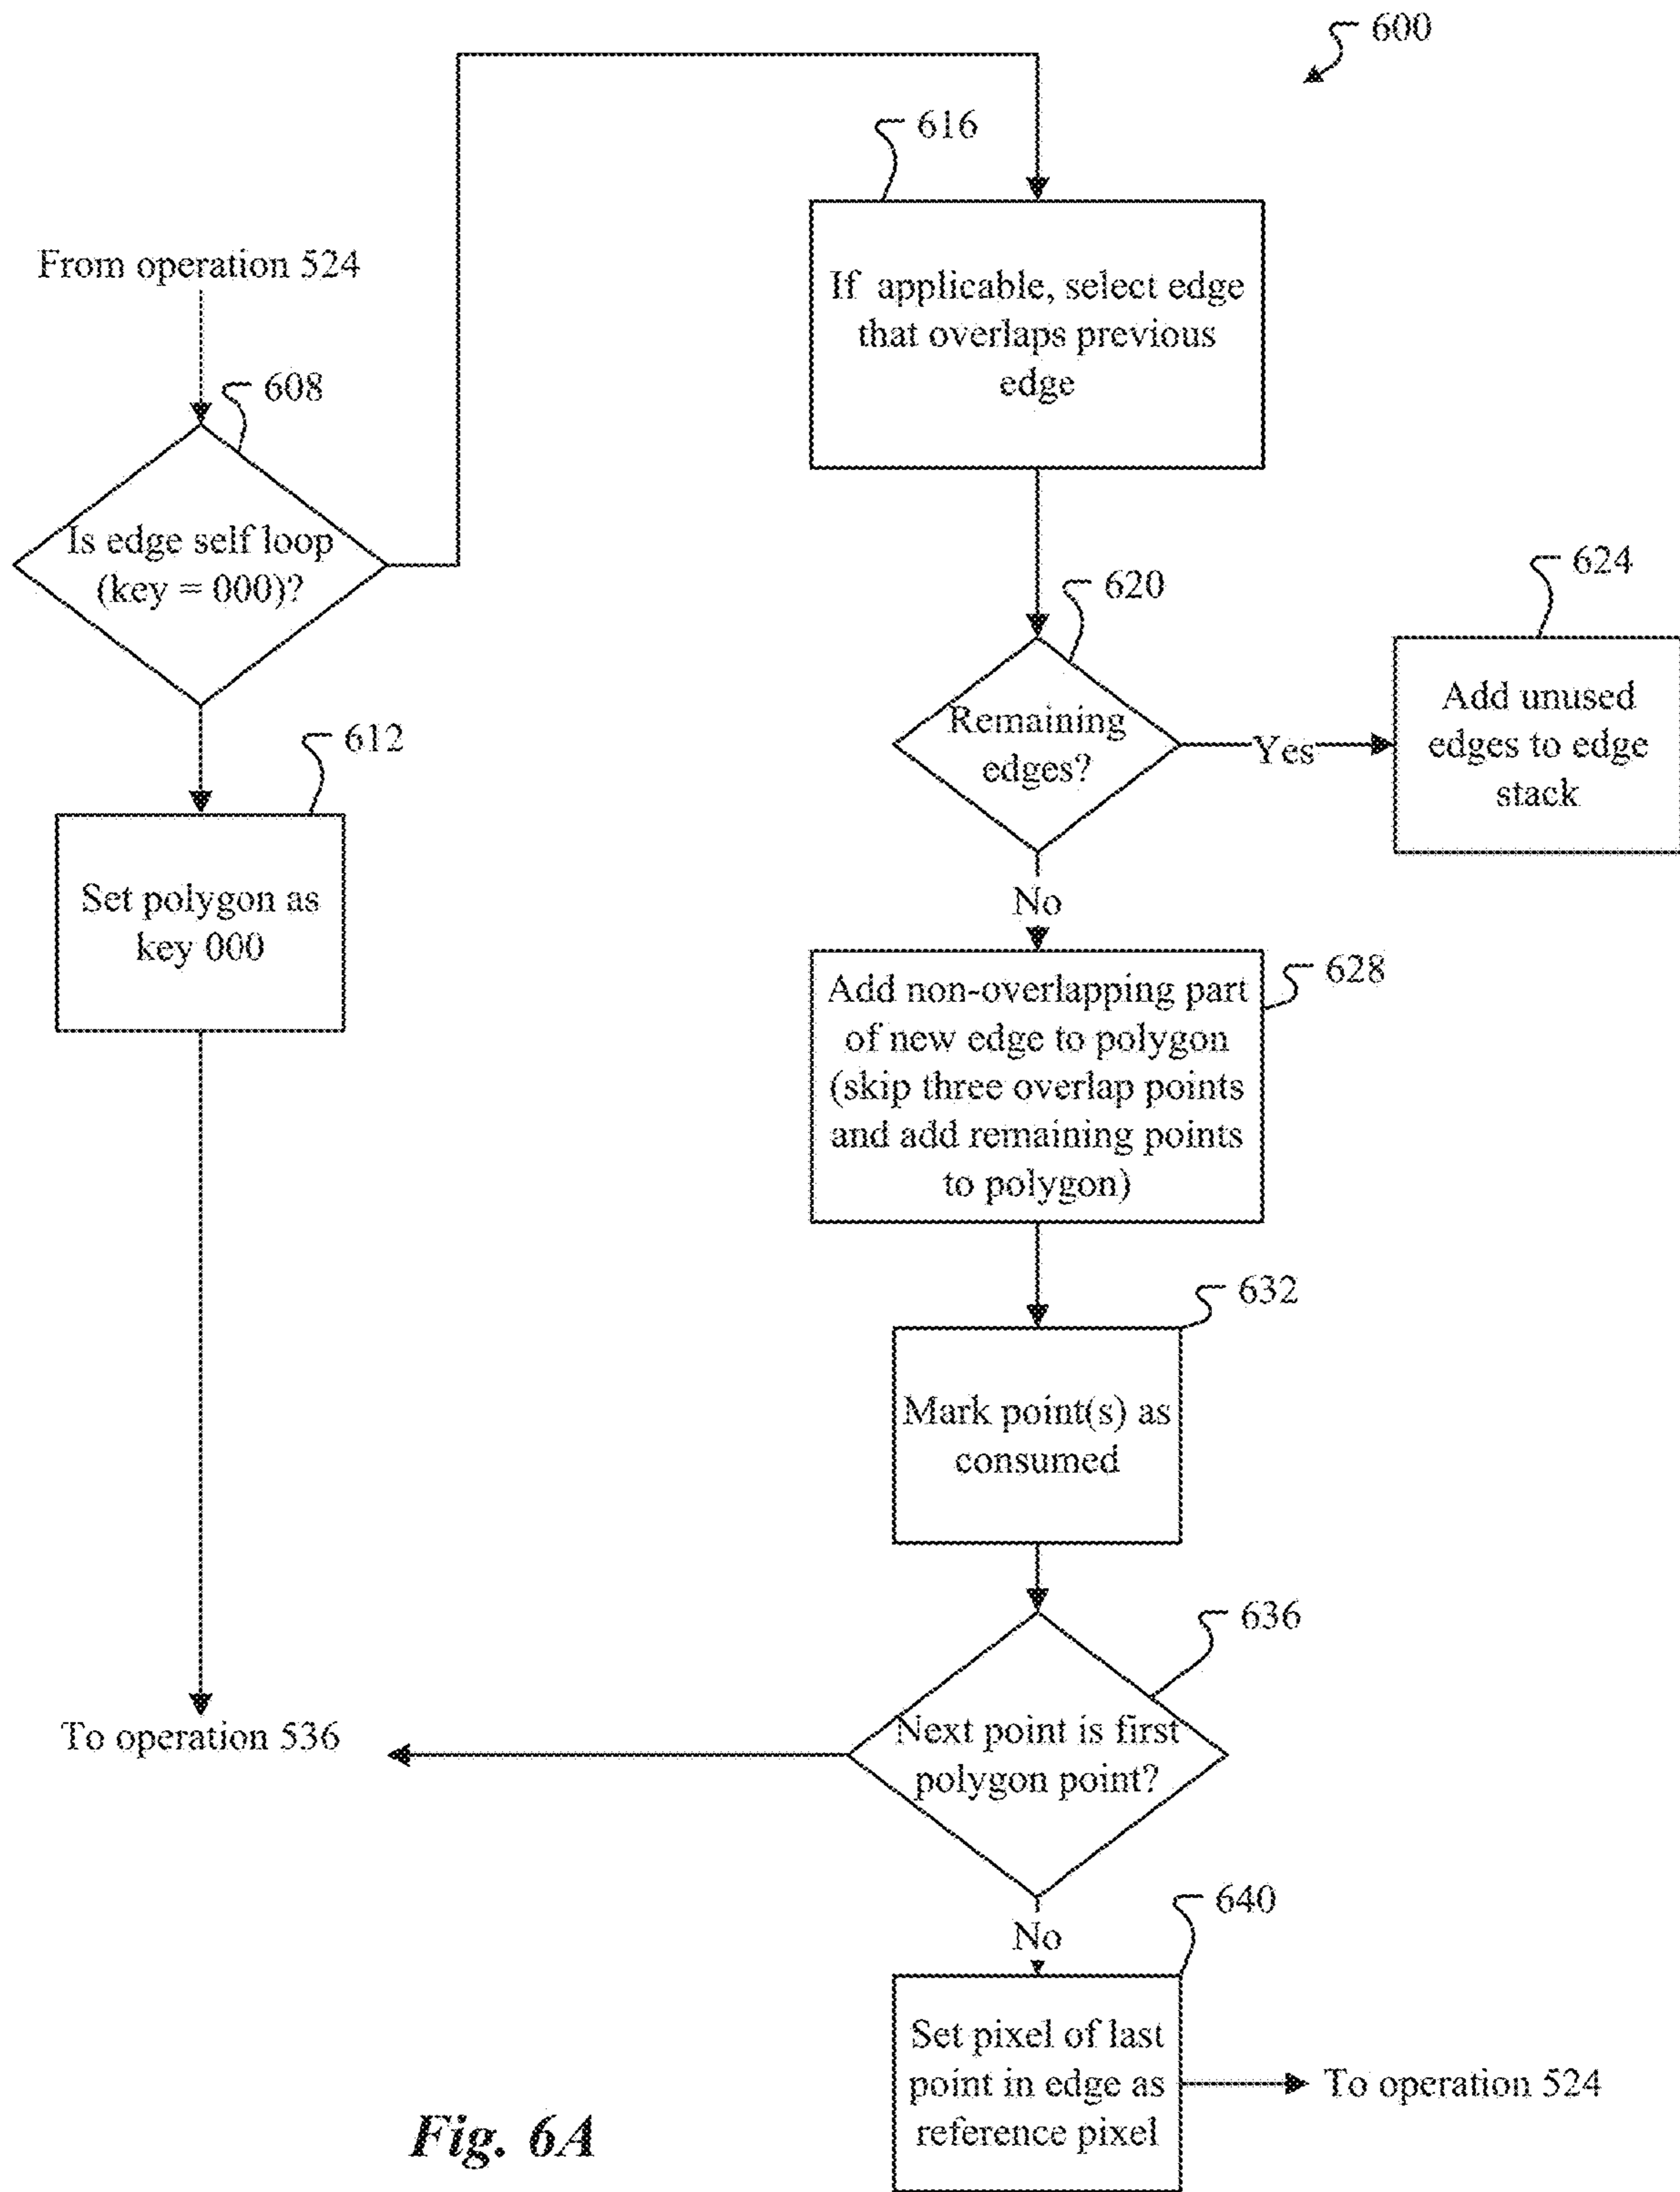 600
616
If applicable, select edge
that overlaps previous
edge
From operation 524
608
Is edge self loop
(key = 000)?
620
Remaining
edges?
Yes
624
Add unused
edges to edge
stack
612
Set polygon as
key 000
No
628
Add non-overlapping part
of new edge to polygon
(skip three overlap points
and add remaining points
to polygon)
632
Mark point(s) as
consumed
636
Next point is first
polygon point?
To operation 536
No
640
Set pixel of last
point in edge as
reference pixel
To operation 524
Fig. 6A